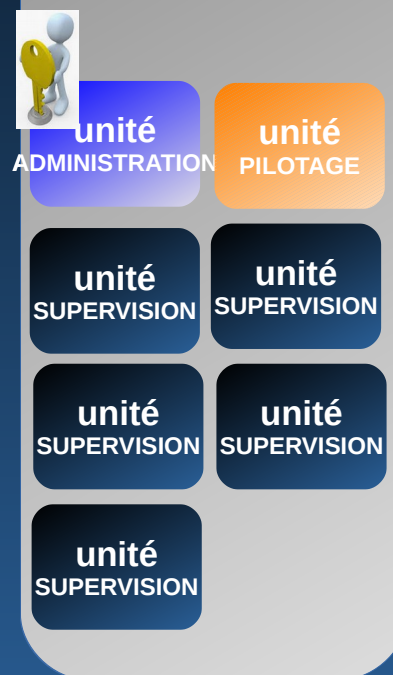 unité
ADMINISTRATION
unité
PILOTAGE
unité
SUPERVISION
unité
SUPERVISION
unité
SUPERVISION
unité
SUPERVISION
unité
SUPERVISION